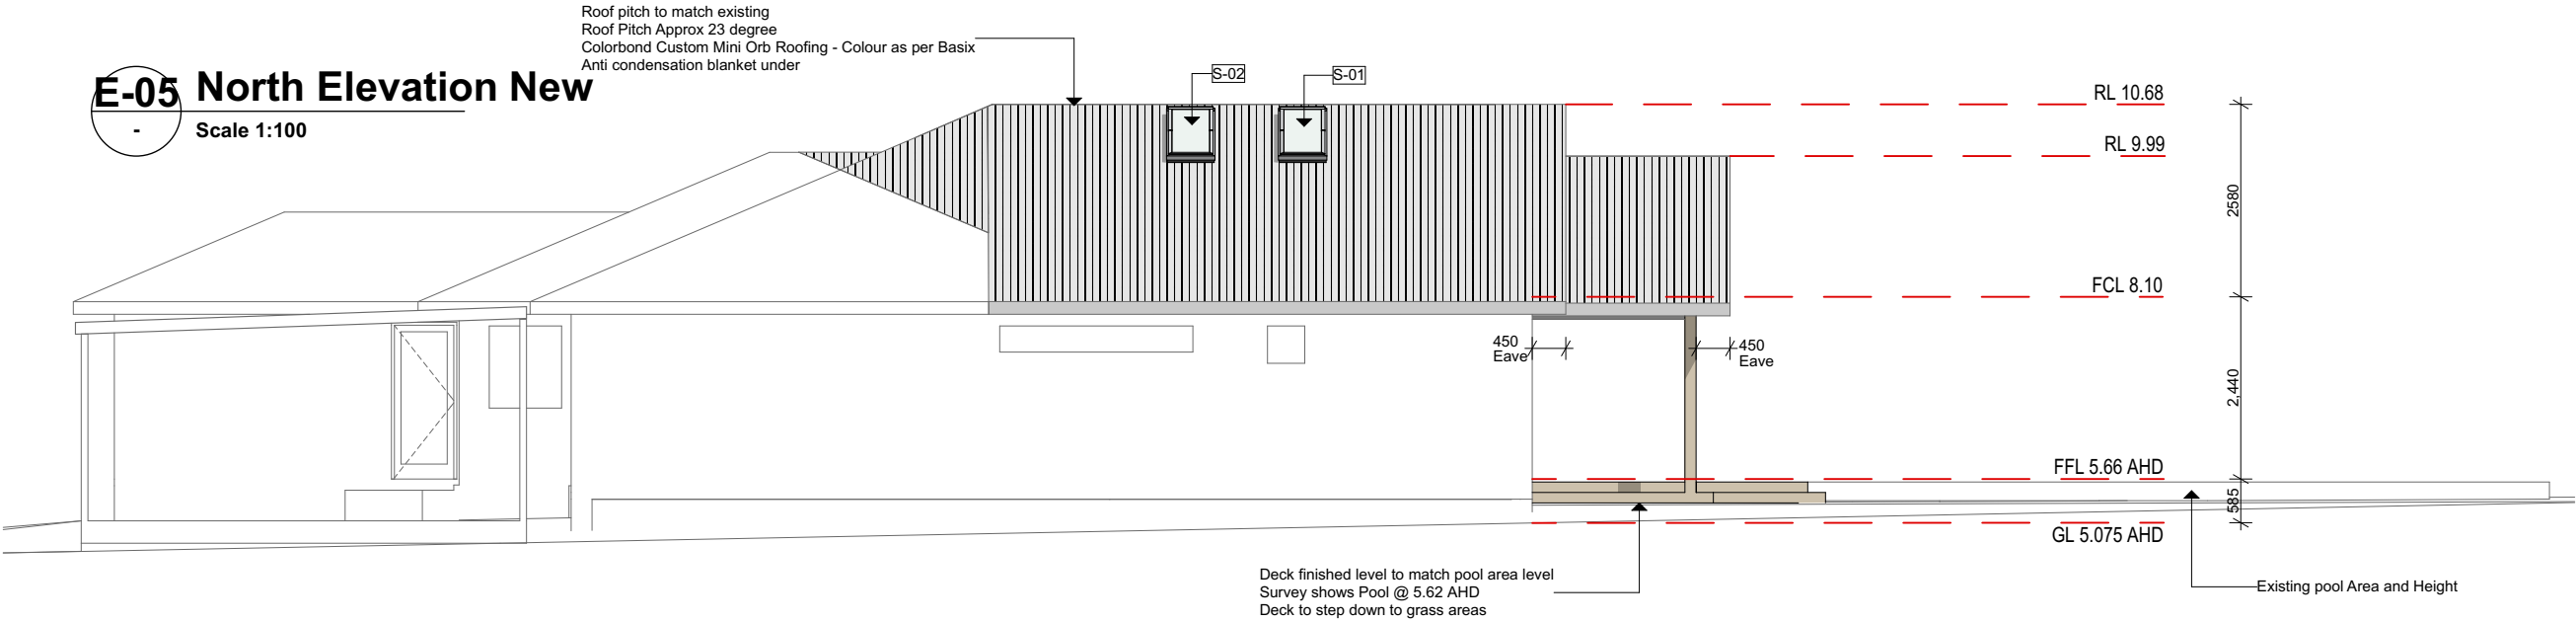 Roof pitch to match existing
Roof Pitch Approx 23 degree
Colorbond Custom Mini Orb Roofing - Colour as per Basix
Anti condensation blanket under
E-05 North Elevation New
-
Scale 1:100
S-02
S-01
RL 10.68
RL 9.99
2580
FCL 8.10
450
Eave
450
Eave
2,440
FFL 5.66 AHD
585
GL 5.075 AHD
Deck finished level to match pool area level
Survey shows Pool @ 5.62 AHD
Deck to step down to grass areas
Existing pool Area and Height